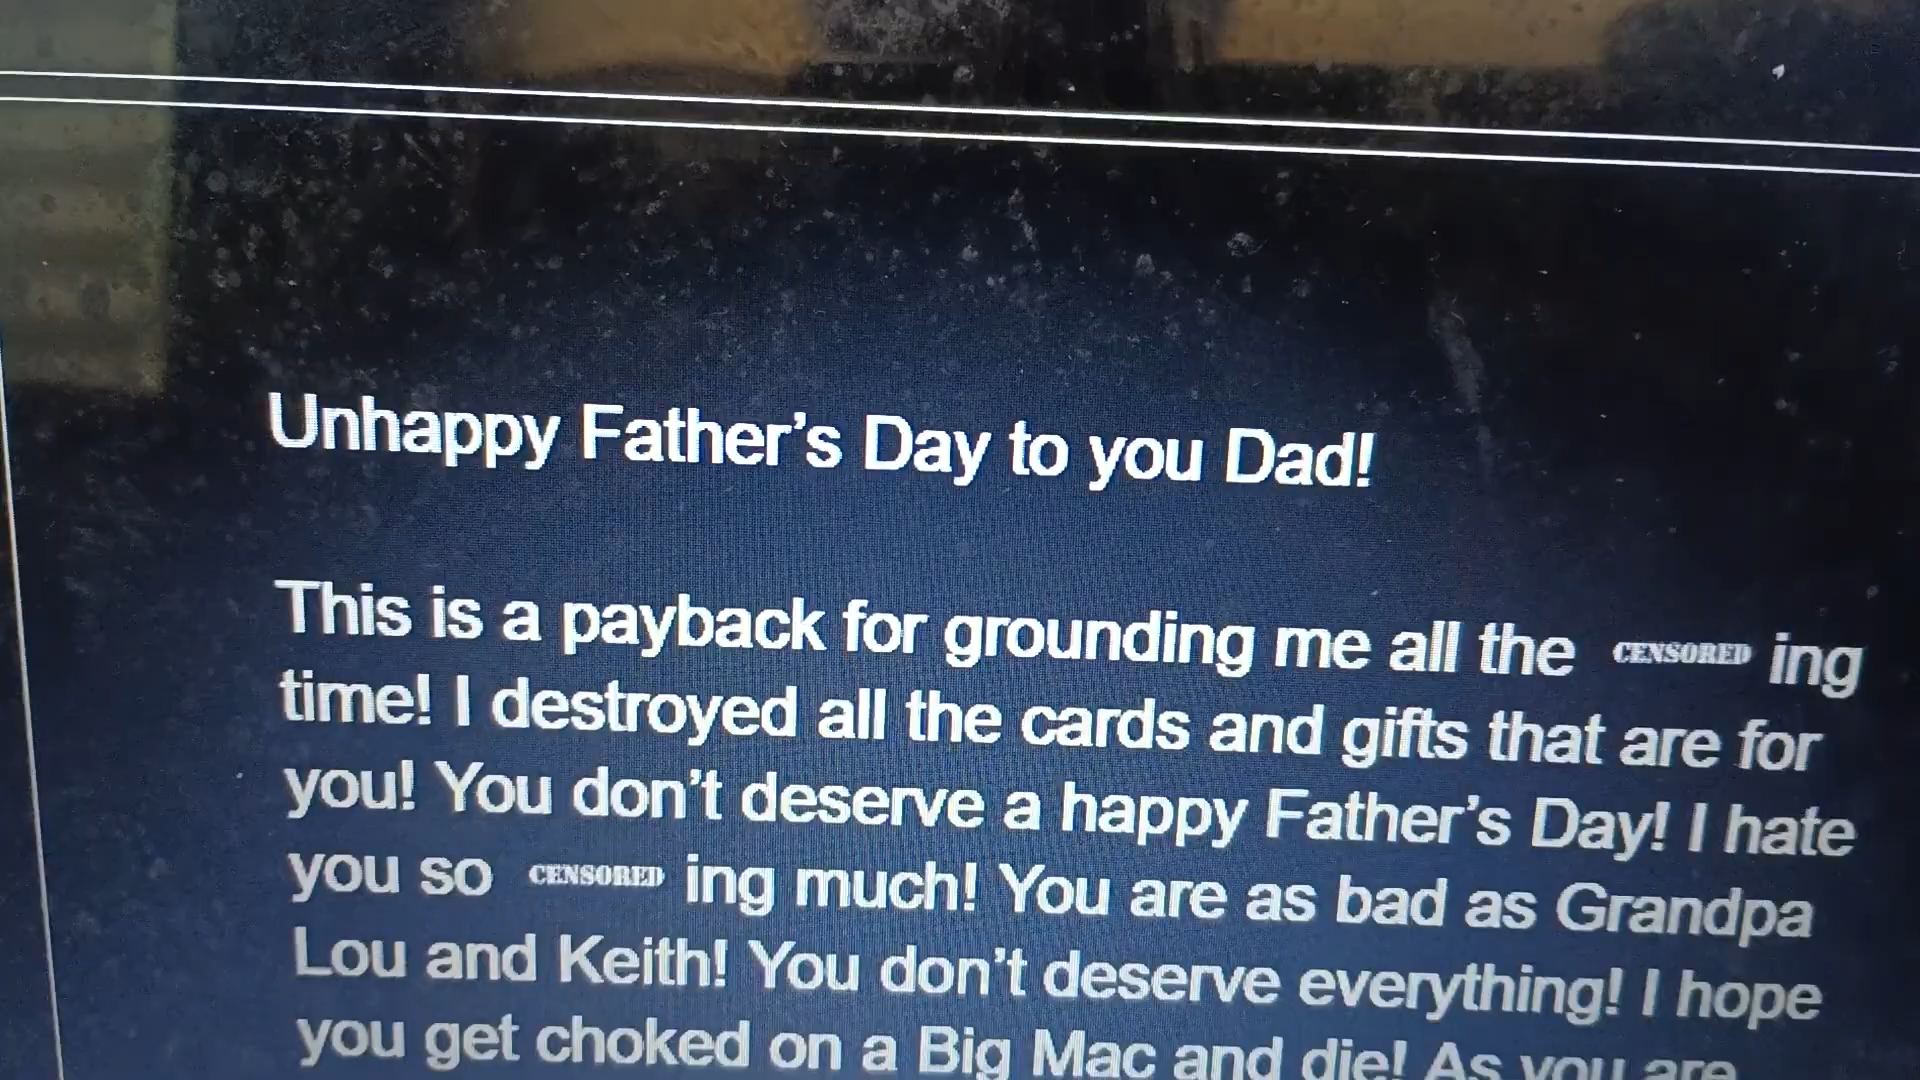 Unhappy Father’s Day to you Dad!
This is a payback for grounding me all the CENSORED ing
time! I destroyed all the cards and gifts that are for
you! You don’t deserve a happy Father’s Day! I hate
you so CENSORED ing much! You are as bad as Grandpa
Lou and Keith! You don’t deserve everything! I hope
you get choked on a Big Mac and die! As you are